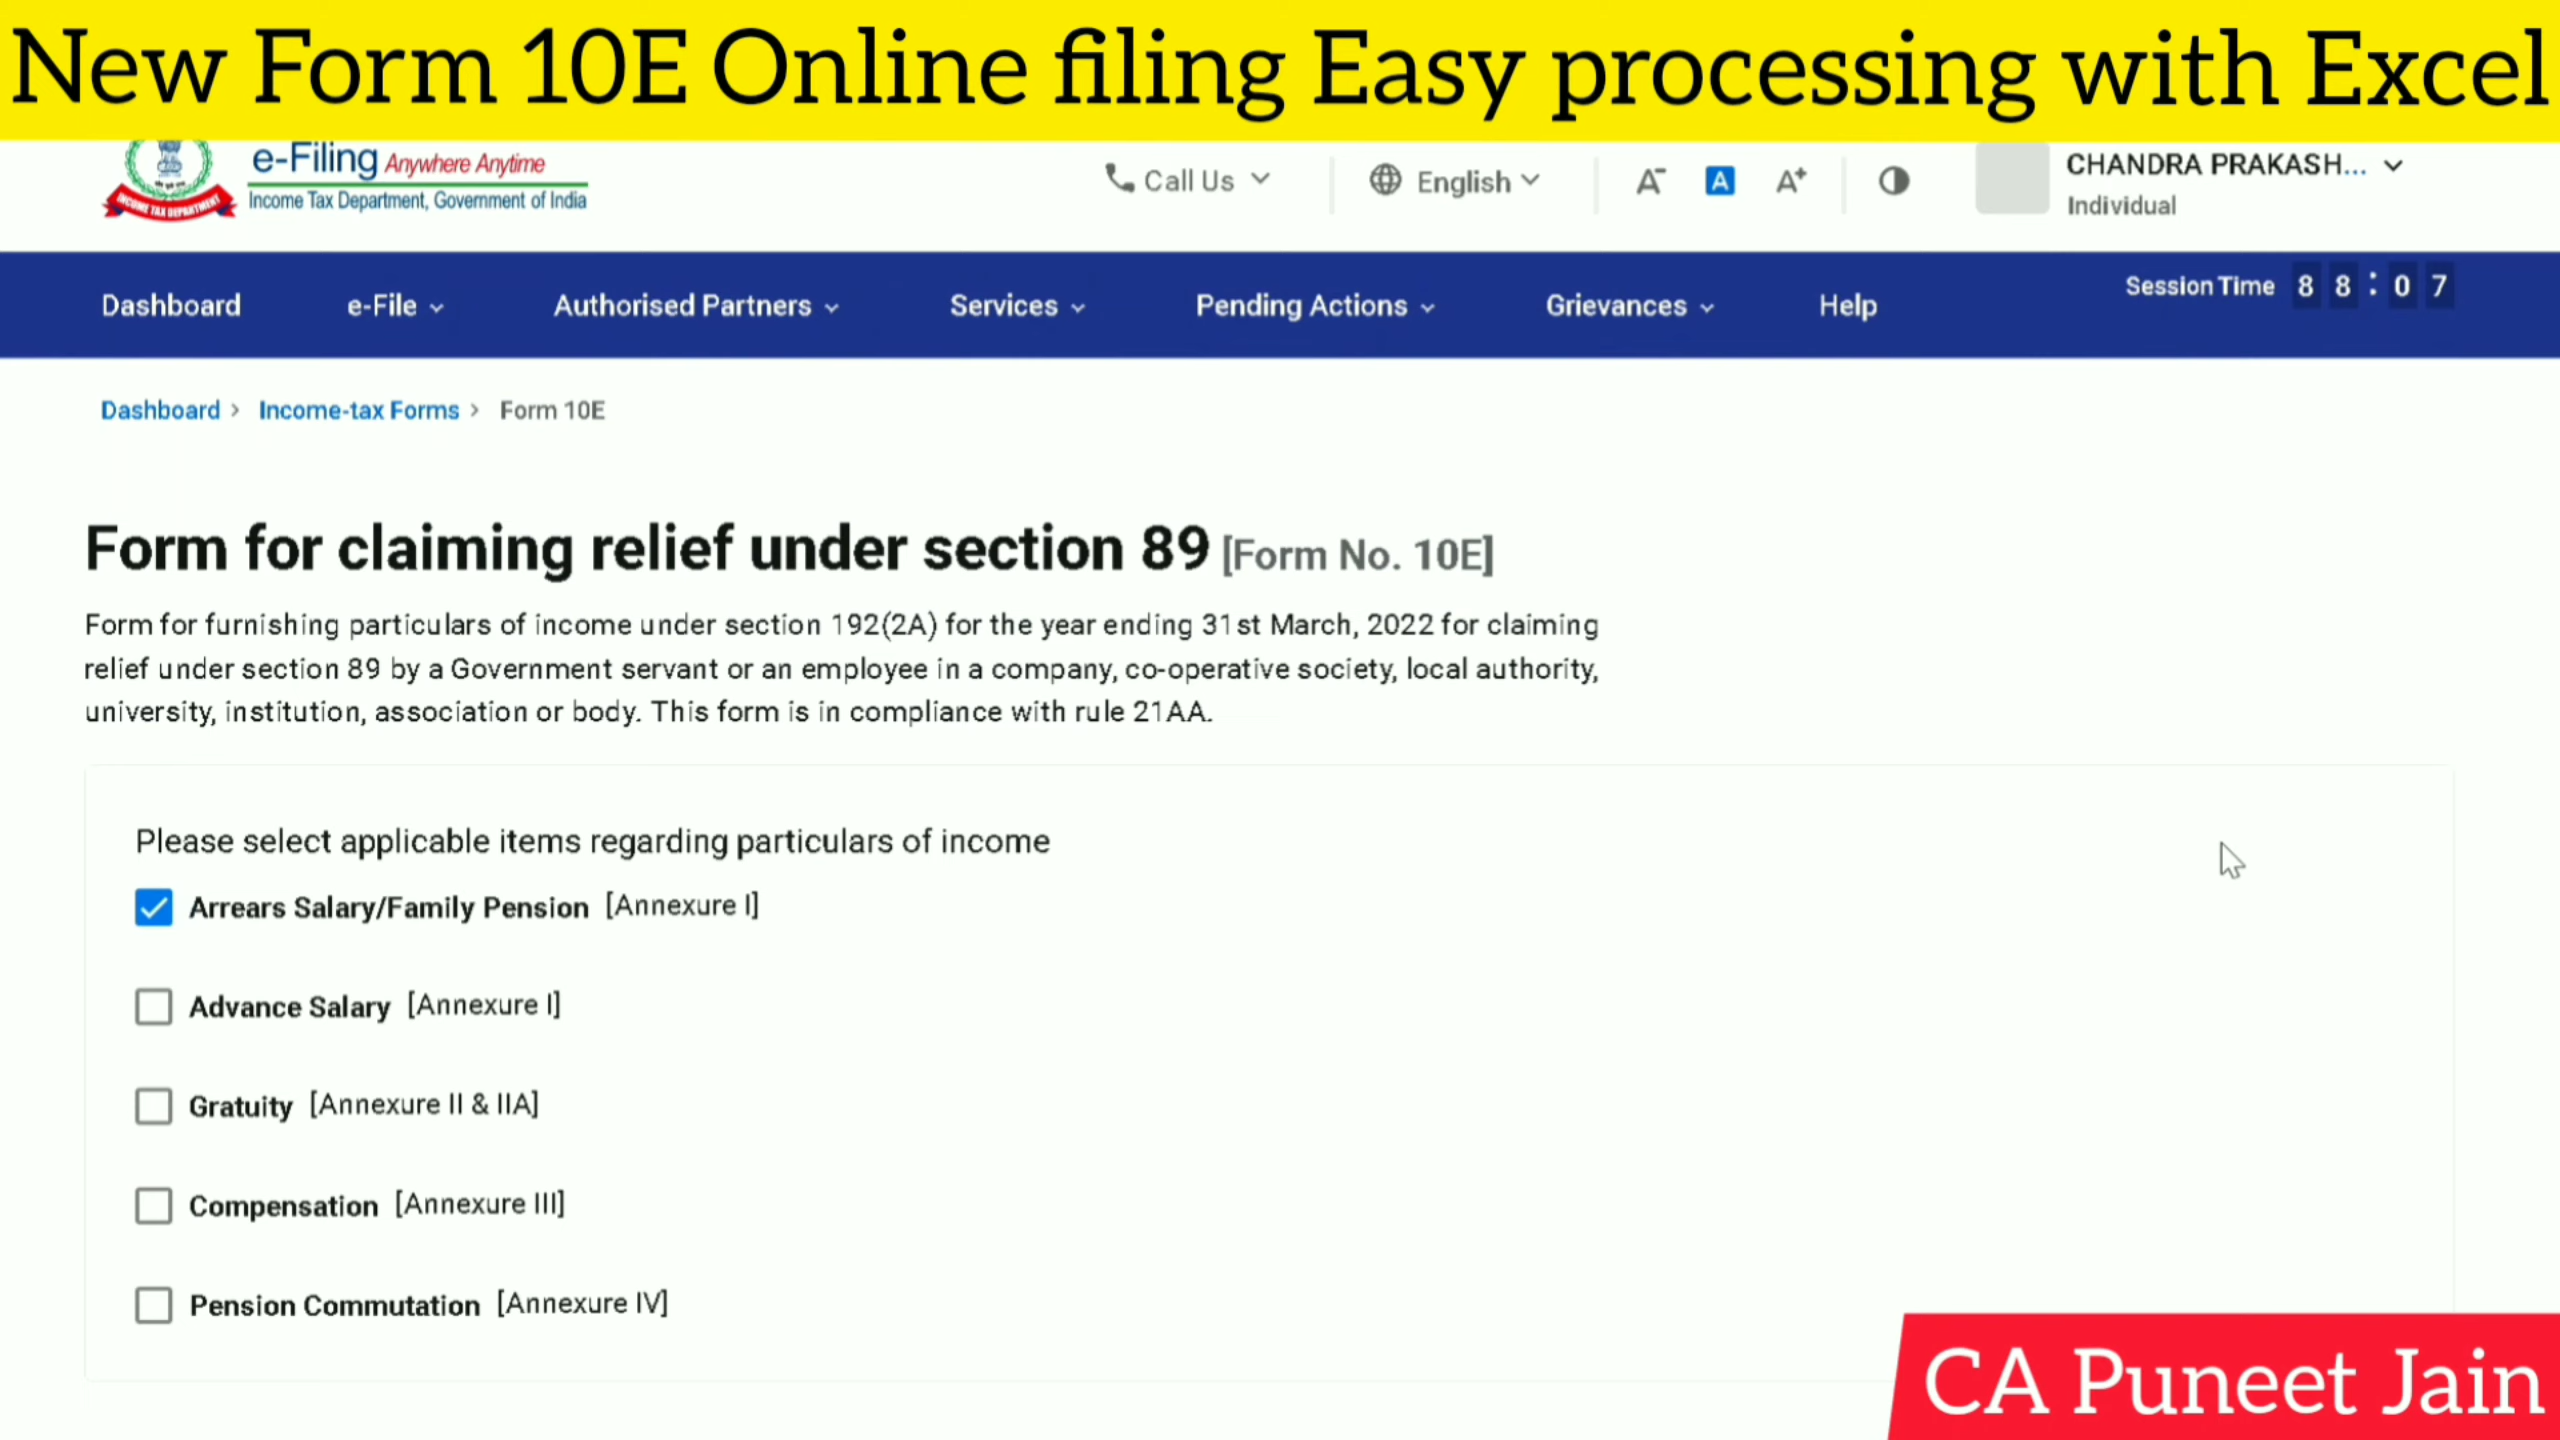 New Form 10E Online filing Easy processing with Excel
e-Filing Anywhere Anytime
Income Tax Department, Government of India
INCOME TAX DEPARTMENT
Call Us
English
A-
A
A+
CHANDRA PRAKASH...
Individual
Dashboard
e-File
Authorised Partners
Services
Pending Actions
Grievances
Help
Session Time 88:07
Dashboard > Income-tax Forms > Form 10E
Form for claiming relief under section 89 [Form No. 10E]
Form for furnishing particulars of income under section 192(2A) for the year ending 31st March, 2022 for claiming
relief under section 89 by a Government servant or an employee in a company, co-operative society, local authority,
university, institution, association or body. This form is in compliance with rule 21AA.
Please select applicable items regarding particulars of income
Arrears Salary/Family Pension [Annexure I]
Advance Salary [Annexure I]
Gratuity [Annexure II & IIA]
Compensation [Annexure III]
Pension Commutation [Annexure IV]
CA Puneet Jain